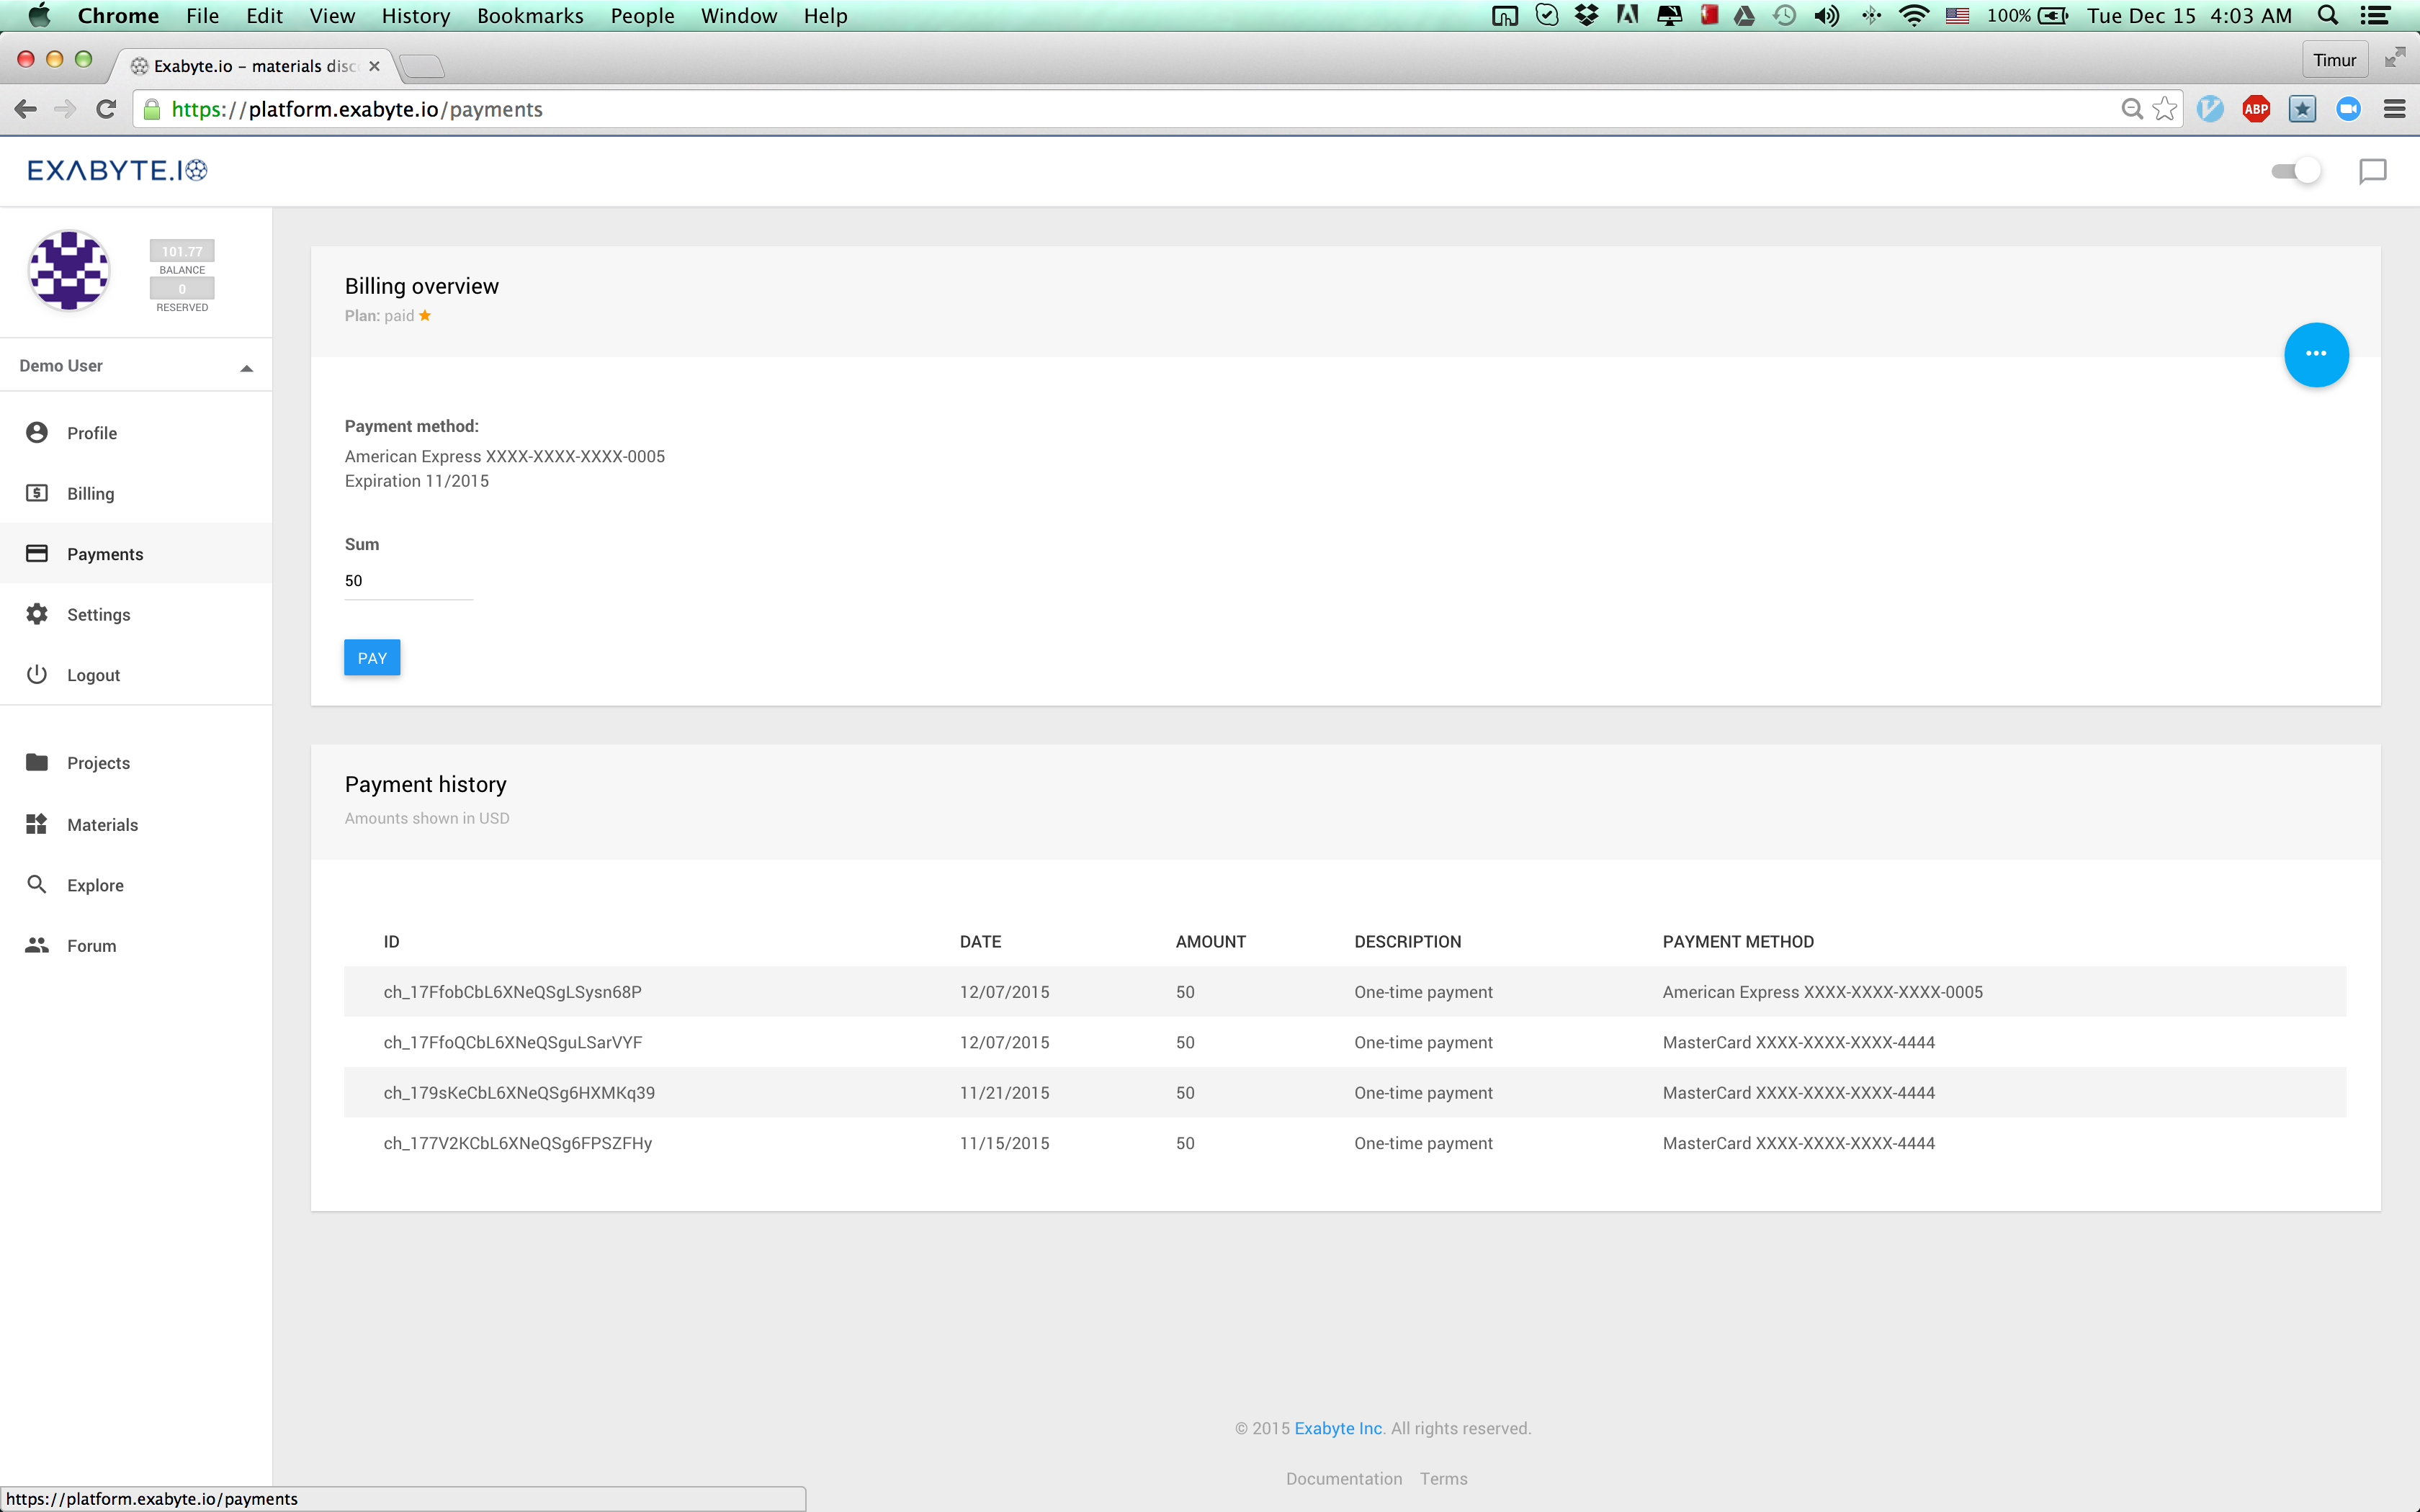 Chrome File Edit View History Bookmarks People Window Help 100% Tue Dec 15 4:03 AM
Exabyte.io – materials disc
Timur
https://platform.exabyte.io/payments
ABP
EXABYTE.IO
101.77
BALANCE
0
RESERVED
Demo User
Profile
Billing
Payments
Settings
Logout
Projects
Materials
Explore
Forum
Billing overview
Plan: paid
Payment method:
American Express XXXX-XXXX-XXXX-0005
Expiration 11/2015
Sum
50
PAY
Payment history
Amounts shown in USD
ID DATE AMOUNT DESCRIPTION PAYMENT METHOD
ch_17FfobCbL6XNeQSgLSysn68P 12/07/2015 50 One-time payment American Express XXXX-XXXX-XXXX-0005
ch_17FfoQCbL6XNeQSguLSarVYF 12/07/2015 50 One-time payment MasterCard XXXX-XXXX-XXXX-4444
ch_179sKeCbL6XNeQSg6HXMKq39 11/21/2015 50 One-time payment MasterCard XXXX-XXXX-XXXX-4444
ch_177V2KCbL6XNeQSg6FPSZFHy 11/15/2015 50 One-time payment MasterCard XXXX-XXXX-XXXX-4444
© 2015 Exabyte Inc. All rights reserved.
Documentation Terms
https://platform.exabyte.io/payments